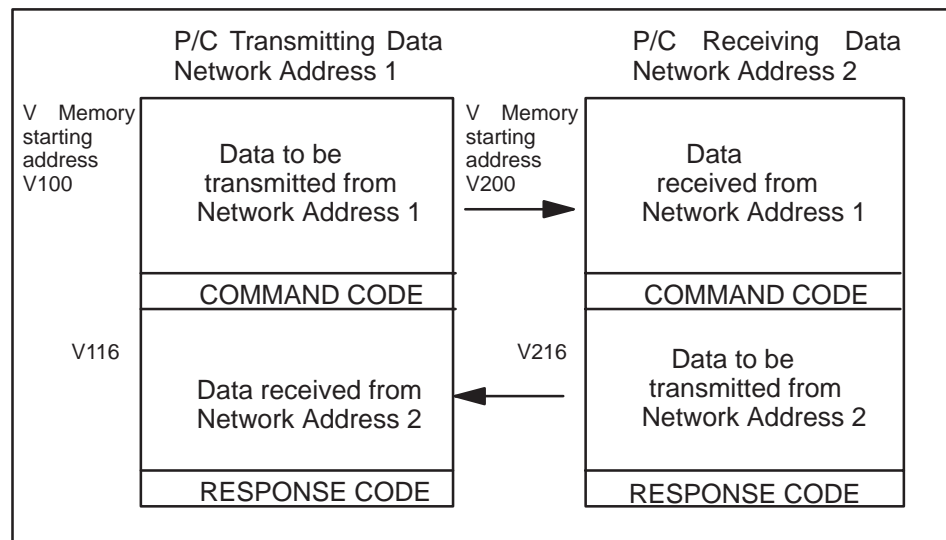 P/C Transmitting Data
Network Address 1
V Memory
starting
address
V100
Data to be
transmitted from
Network Address 1
COMMAND CODE
V116
Data received from
Network Address 2
RESPONSE CODE
P/C Receiving Data
Network Address 2
V Memory
starting
address
V200
Data
received from
Network Address 1
COMMAND CODE
V216
Data to be
transmitted from
Network Address 2
RESPONSE CODE